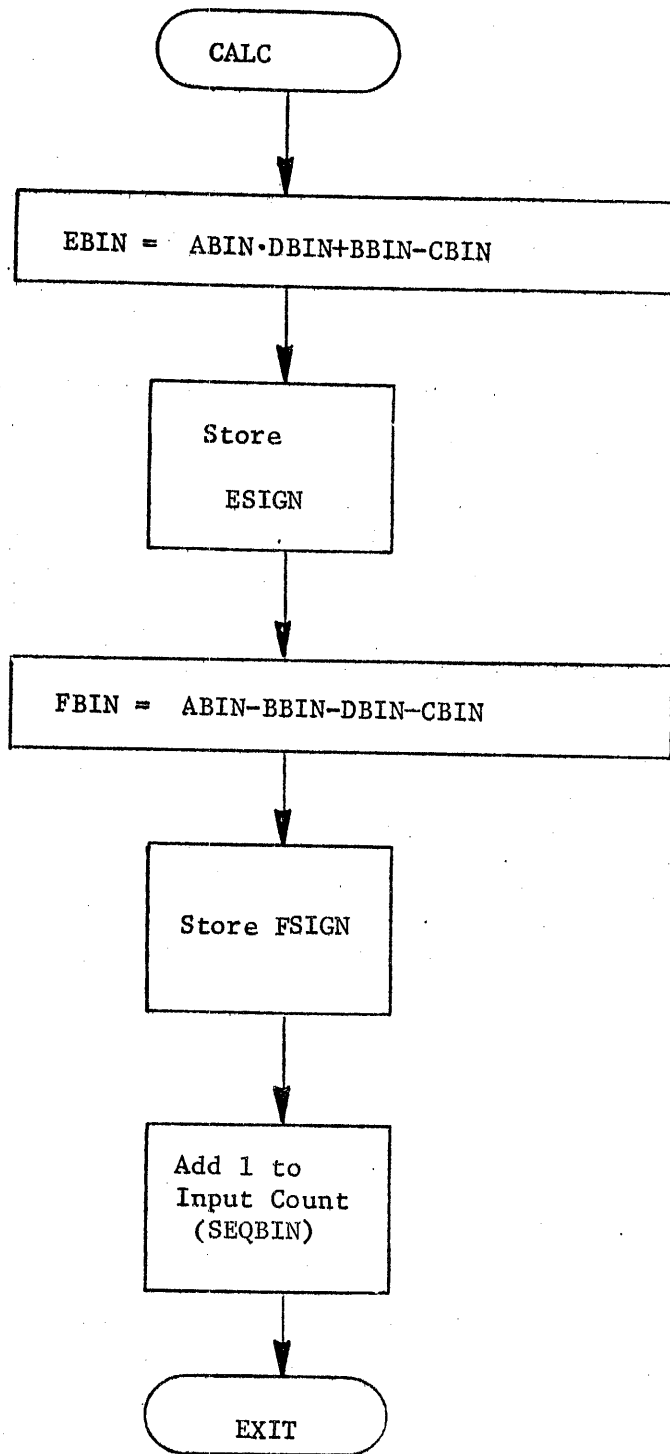 CALC
EBIN = ABIN·DBIN+BBIN-CBIN
Store
ESIGN
FBIN = ABIN-BBIN-DBIN-CBIN
Store FSIGN
Add 1 to
Input Count
(SEQBIN)
EXIT